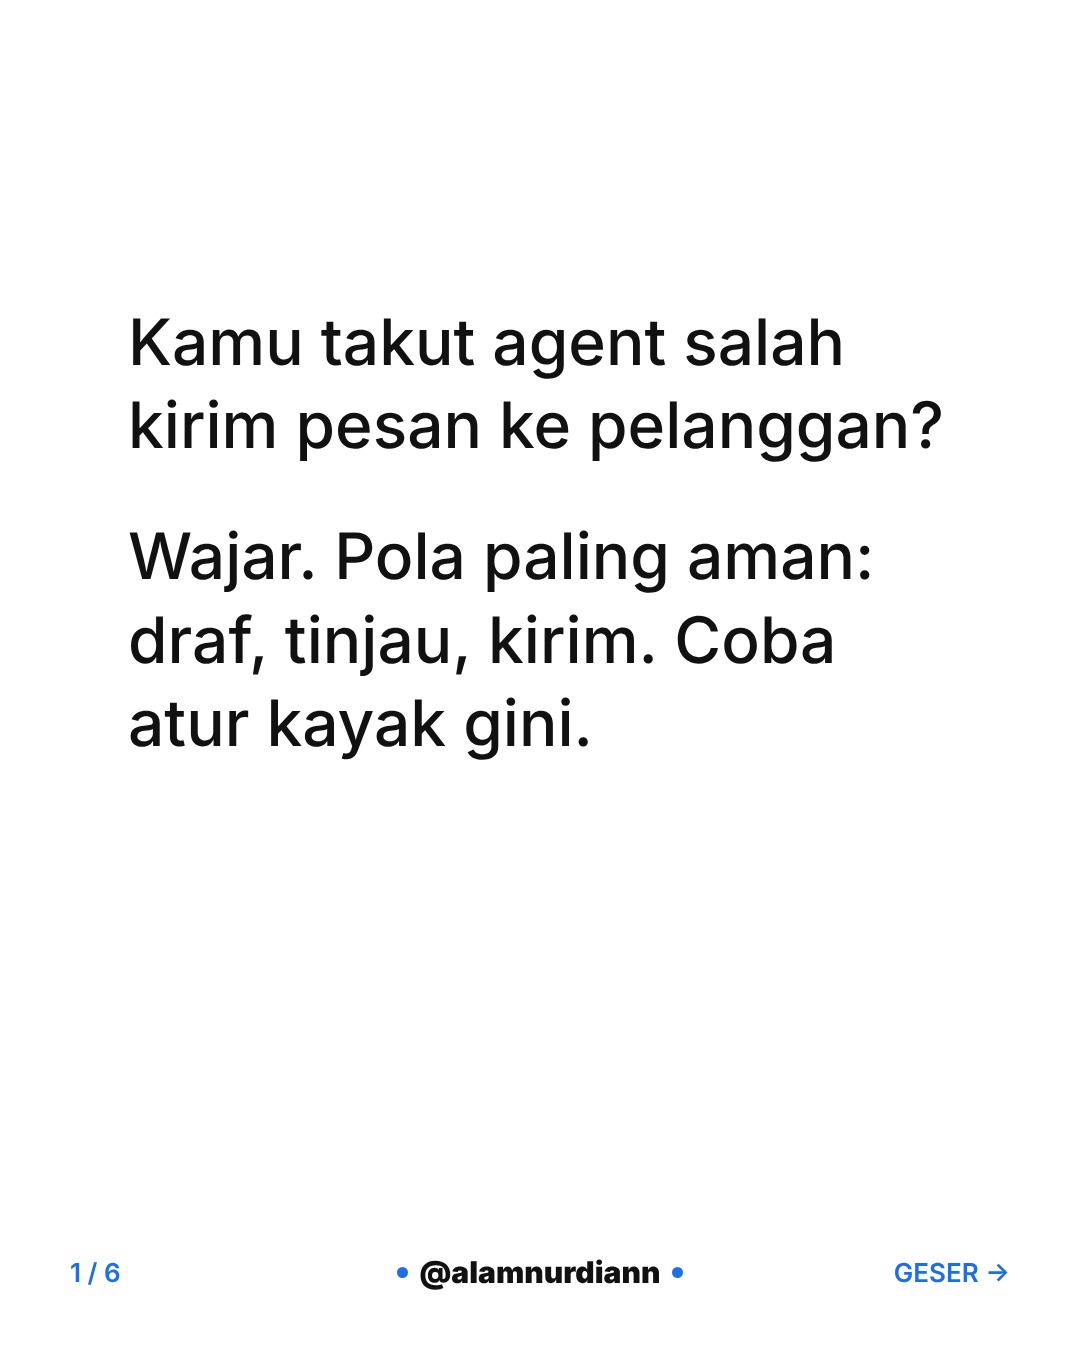 Kamu takut agent salah
kirim pesan ke pelanggan?
Wajar. Pola paling aman:
draf, tinjau, kirim. Coba
atur kayak gini.
1 / 6
• @alamnurdiann •
GESER →